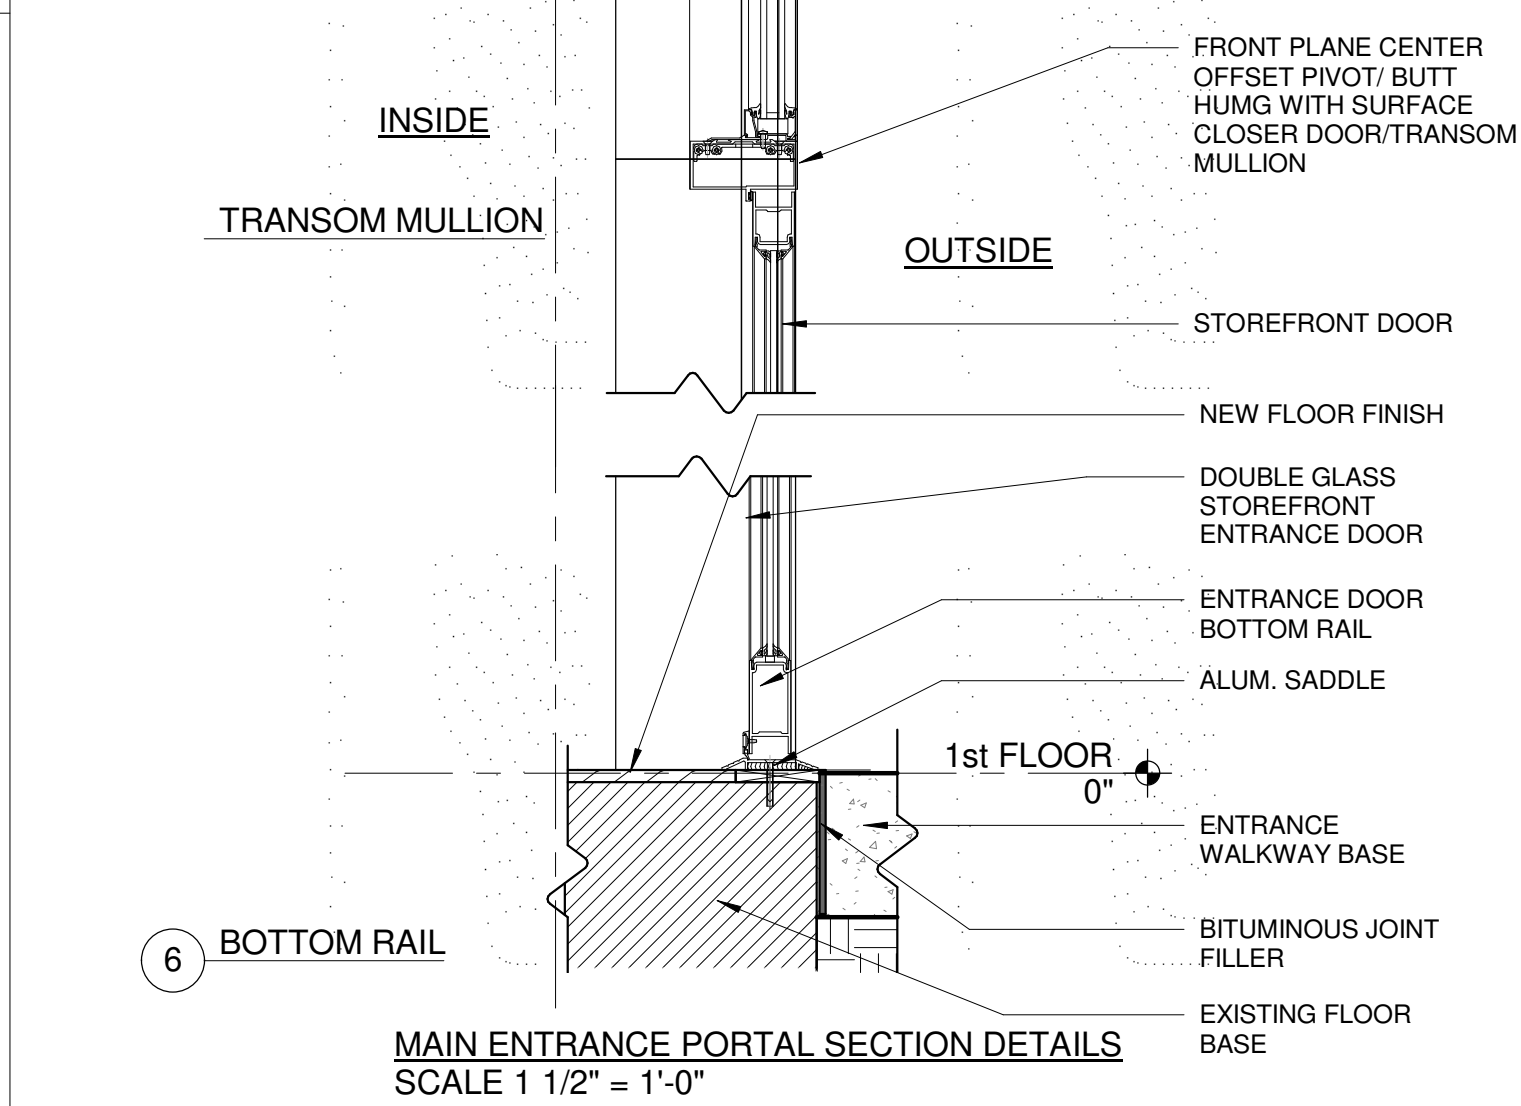 FRONT PLANE CENTER
OFFSET PIVOT/ BUTT
HUMG WITH SURFACE
CLOSER DOOR/TRANSOM
MULLION
INSIDE
TRANSOM MULLION
OUTSIDE
STOREFRONT DOOR
NEW FLOOR FINISH
DOUBLE GLASS
STOREFRONT
ENTRANCE DOOR
ENTRANCE DOOR
BOTTOM RAIL
ALUM. SADDLE
1st FLOOR
0"
ENTRANCE
WALKWAY BASE
BITUMINOUS JOINT
FILLER
6
BOTTOM RAIL
EXISTING FLOOR
BASE
MAIN ENTRANCE PORTAL SECTION DETAILS
SCALE 1 1/2" = 1'-0"